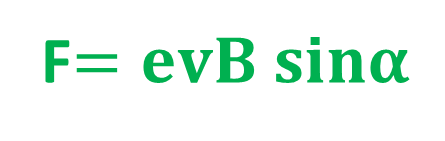 F= evB sinα